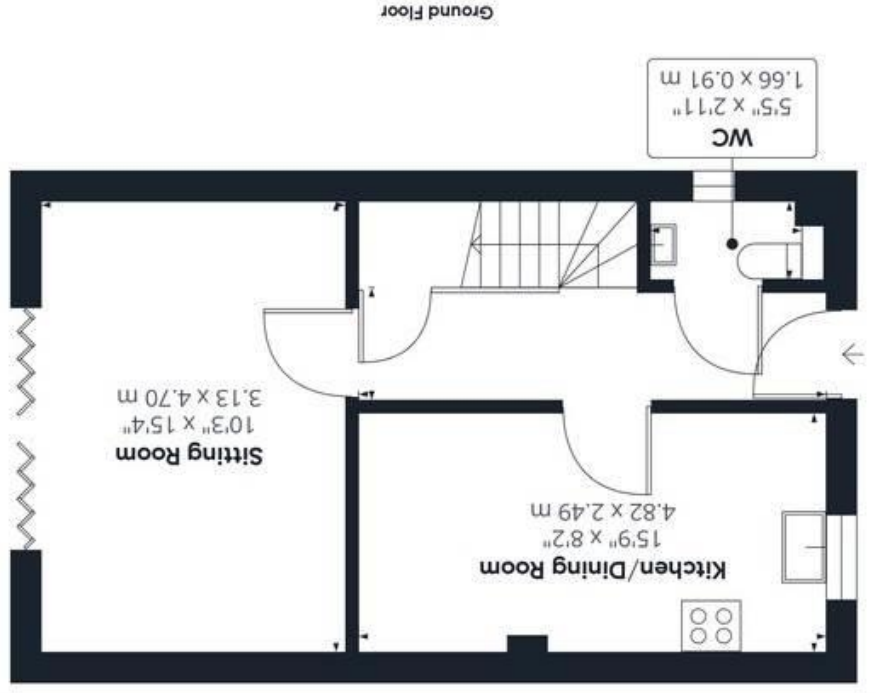 Kitchen/Dining Room
15'9" x 8'2"
4.82 x 2.49 m
Sitting Room
10'3" x 15'4"
3.13 x 4.70 m
WC
5'5" x 2'11"
1.66 x 0.91 m
Ground Floor